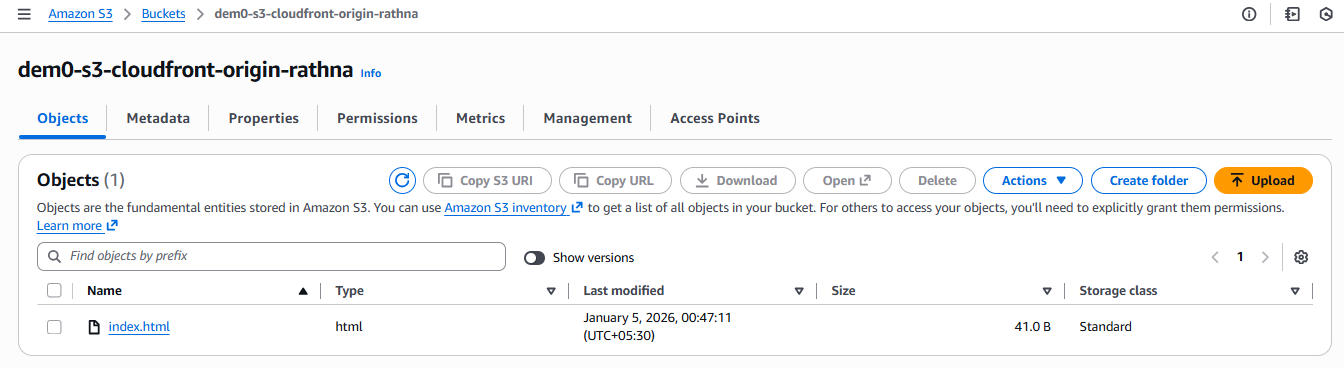 Amazon S3 > Buckets > dem0-s3-cloudfront-origin-rathna
dem0-s3-cloudfront-origin-rathna Info
Objects Metadata Properties Permissions Metrics Management Access Points
Objects (1) Copy S3 URI Copy URL Download Open Delete Actions Create folder Upload
Objects are the fundamental entities stored in Amazon S3. You can use Amazon S3 inventory to get a list of all objects in your bucket. For others to access your objects, you'll need to explicitly grant them permissions.
Learn more
Find objects by prefix Show versions 1
Name Type Last modified Size Storage class
index.html html January 5, 2026, 00:47:11 41.0 B Standard
(UTC+05:30)